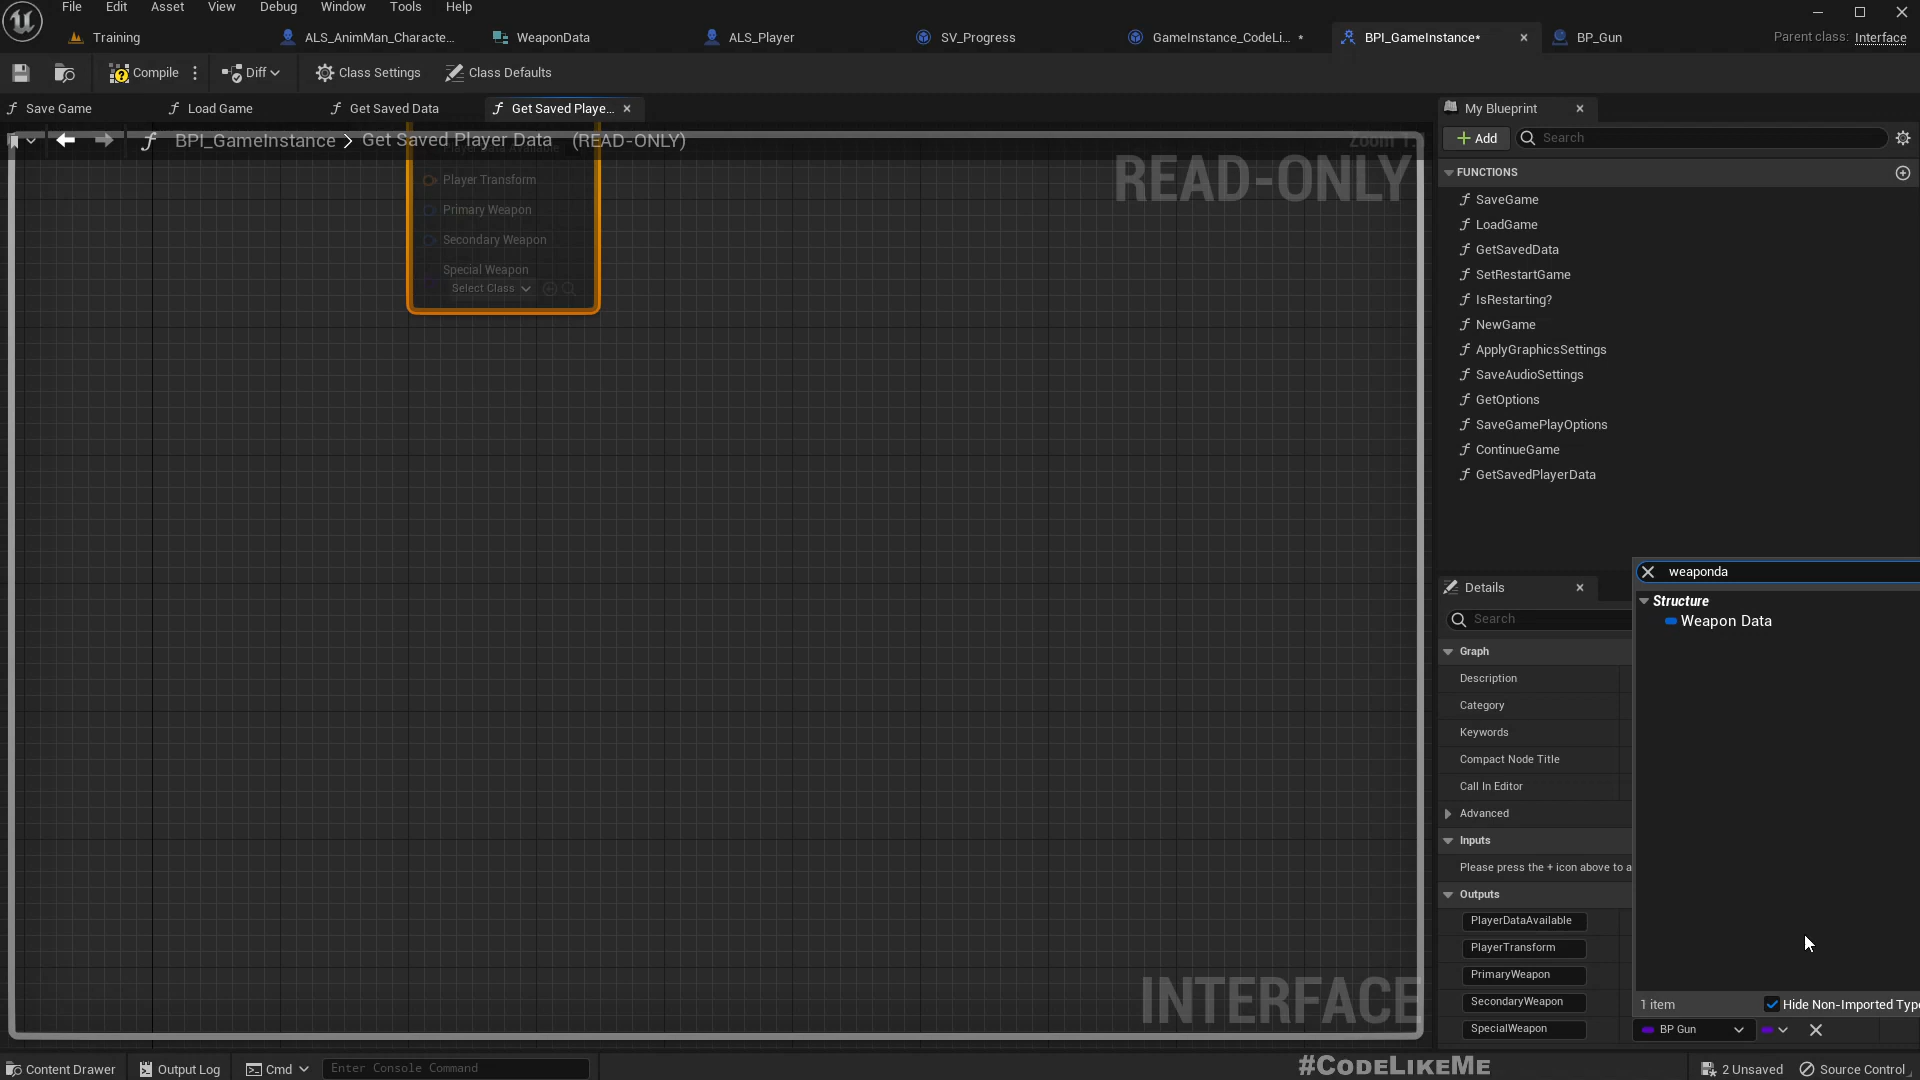 File Edit Asset View Debug Window Tools Help
Training ALS_AnimMan_Characte... WeaponData ALS_Player SV_Progress GameInstance_CodeLi... * BPI_GameInstance* BP_Gun Parent class: Interface
Compile Diff Class Settings Class Defaults
Save Game Load Game Get Saved Data Get Saved Playe...
BPI_GameInstance > Get Saved Player Data (READ-ONLY)
READ-ONLY
Player Transform
Primary Weapon
Secondary Weapon
Special Weapon
Select Class
INTERFACE
My Blueprint
Add Search
FUNCTIONS
SaveGame
LoadGame
GetSavedData
SetRestartGame
IsRestarting?
NewGame
ApplyGraphicsSettings
SaveAudioSettings
GetOptions
SaveGamePlayOptions
ContinueGame
GetSavedPlayerData
Details
Search
Graph
Description
Category
Keywords
Compact Node Title
Call In Editor
Advanced
Inputs
Please press the + icon above to a
Outputs
PlayerDataAvailable
PlayerTransform
PrimaryWeapon
SecondaryWeapon
SpecialWeapon BP Gun
weaponda
Structure
Weapon Data
1 item Hide Non-Imported Type
Content Drawer Output Log Cmd Enter Console Command #CODELIKEME 2 Unsaved Source Control